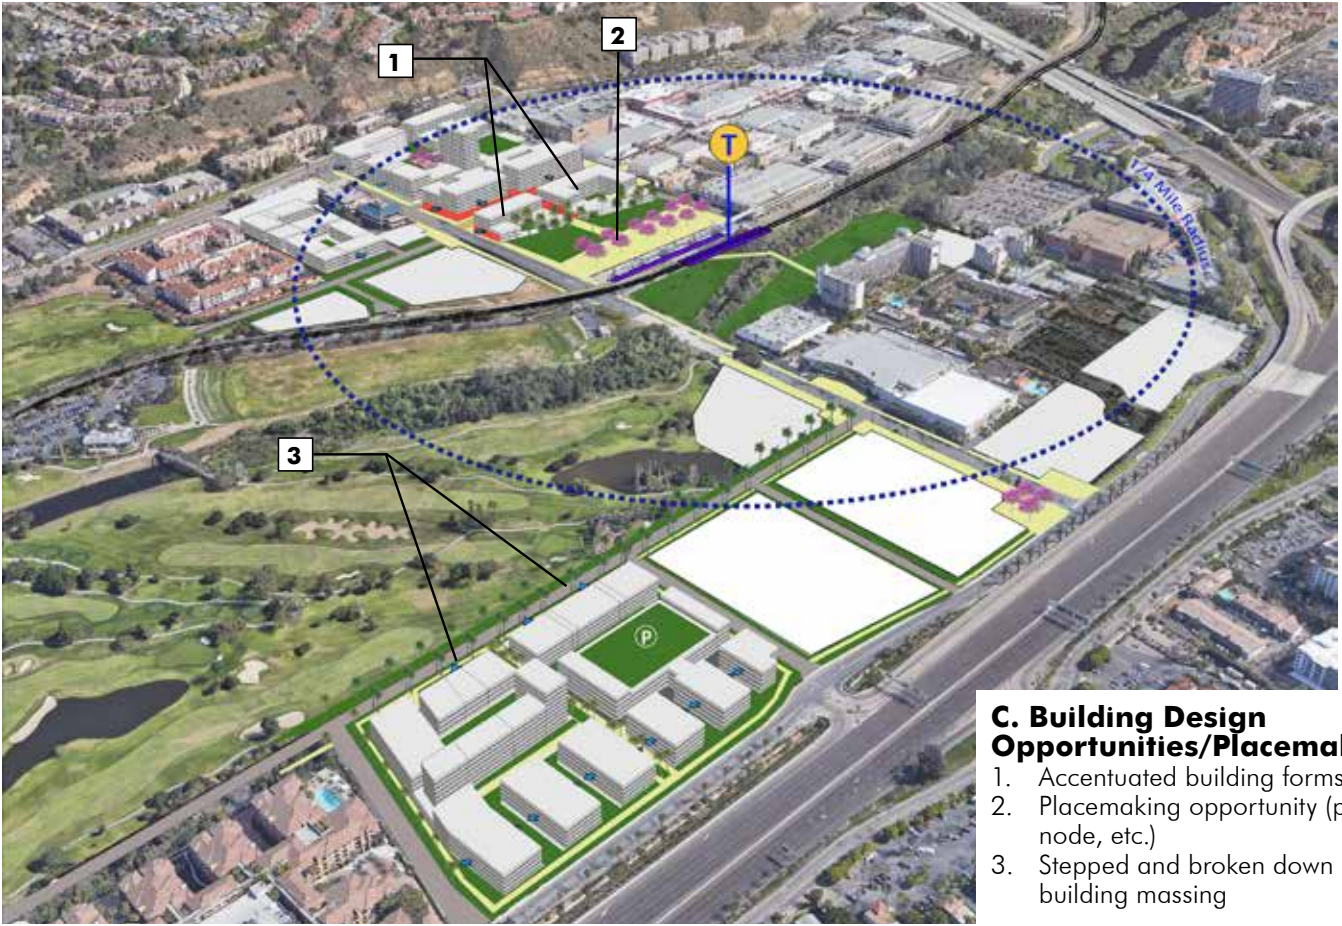 1
2
T
1/4 Mile Radius
3
P
C. Building Design
Opportunities/Placema
1. Accentuated building forms
2. Placemaking opportunity (p
node, etc.)
3. Stepped and broken down
building massing